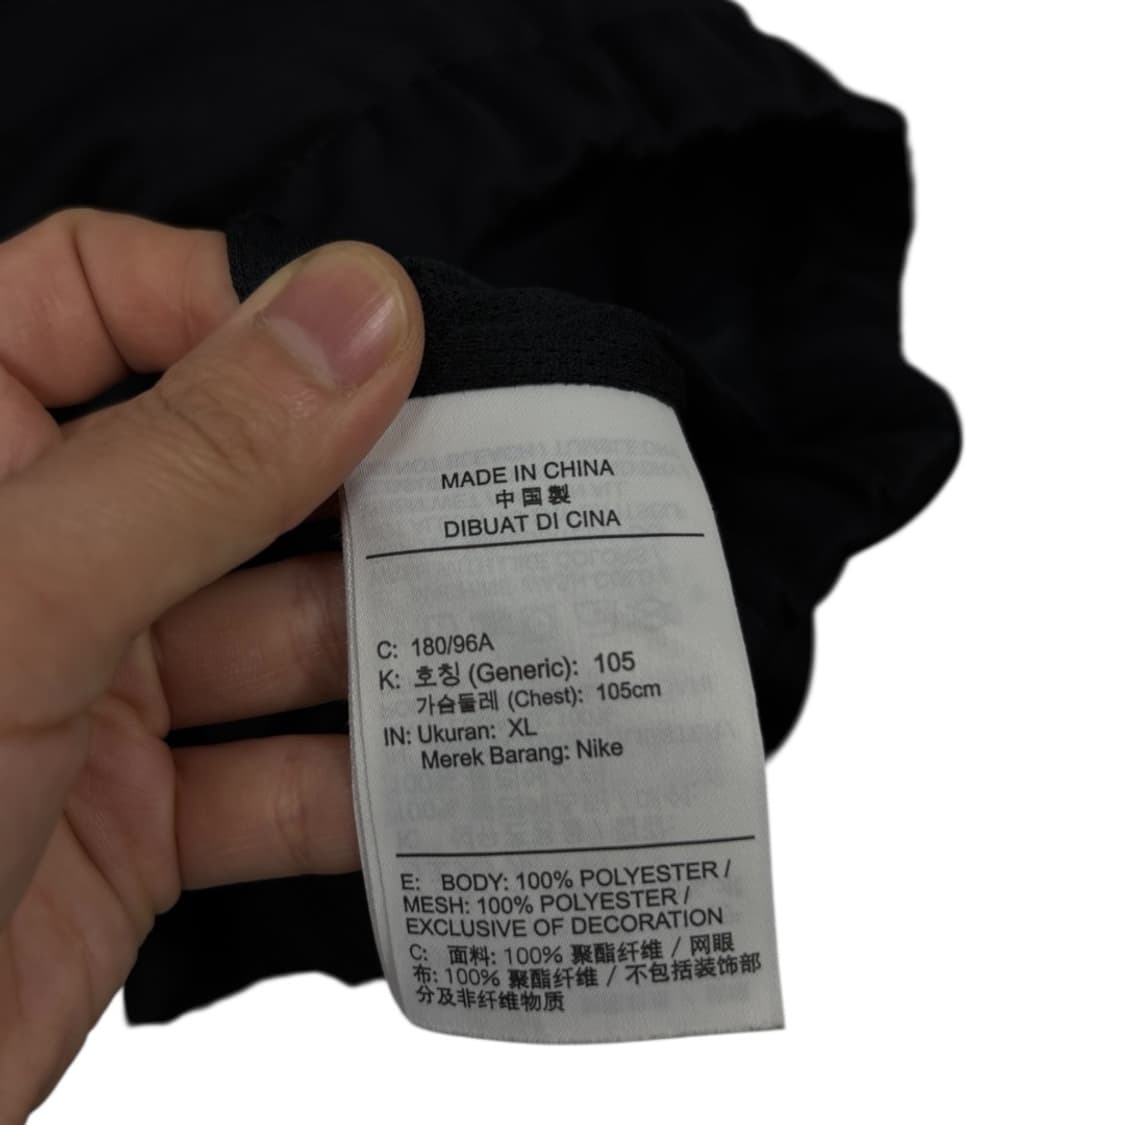 MADE IN CHINA
中国製
DIBUAT DI CINA
C: 180/96A
K: 호칭 (Generic): 105
가슴둘레 (Chest): 105cm
IN: Ukuran: XL
Merek Barang: Nike
E: BODY: 100% POLYESTER /
MESH: 100% POLYESTER /
EXCLUSIVE OF DECORATION
C: 面料: 100% 聚酯纤维 / 网眼
布: 100% 聚酯纤维 / 不包括装饰部
分及非纤维物质